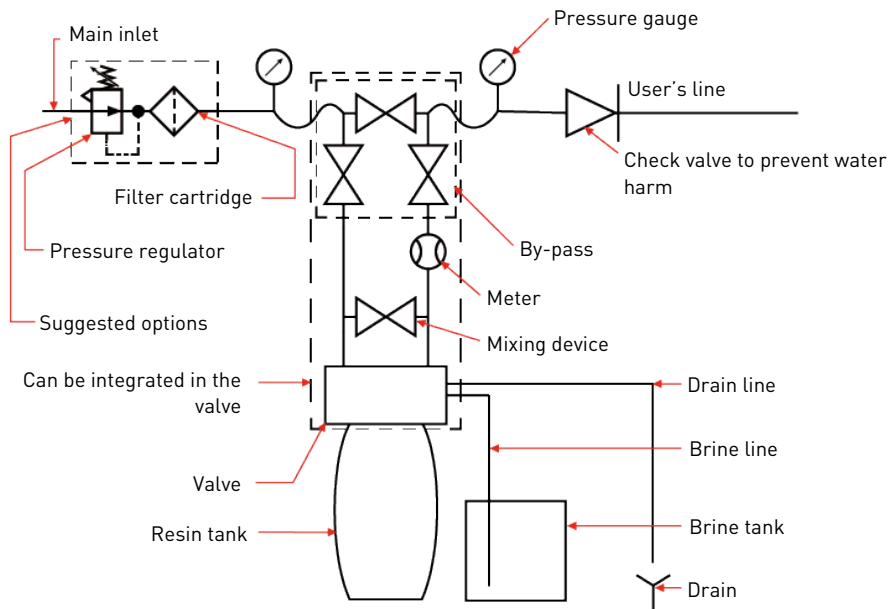 Main inlet
Pressure gauge
User's line
Check valve to prevent water
harm
Filter cartridge
By-pass
Pressure regulator
Meter
Suggested options
Mixing device
Can be integrated in the
valve
Drain line
Brine line
Valve
Resin tank
Brine tank
Drain